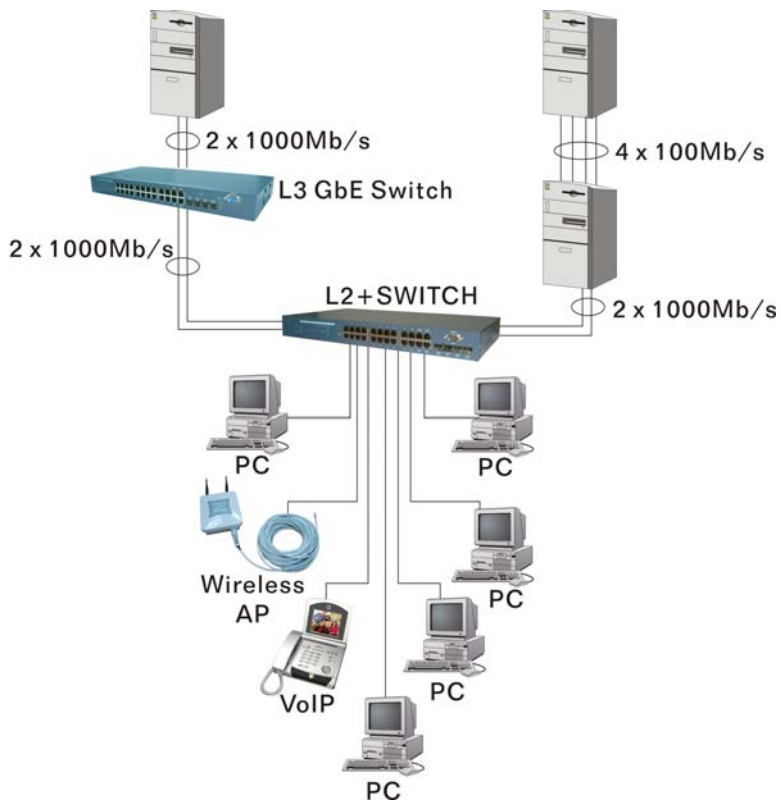 2 x 1000Mb/s
4 x 100Mb/s
L3 GbE Switch
2 x 1000Mb/s
L2+SWITCH
2 x 1000Mb/s
PC
PC
Wireless
AP
PC
VoIP
PC
PC